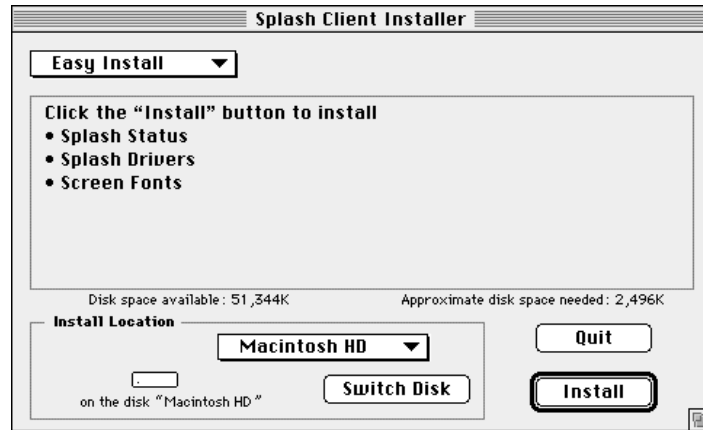 Splash Client Installer
Easy Install
Click the “Install” button to install
• Splash Status
• Splash Drivers
• Screen Fonts
Disk space available: 51,344K
Approximate disk space needed: 2,496K
Install Location
Macintosh HD
Quit
Switch Disk
Install
on the disk “Macintosh HD”